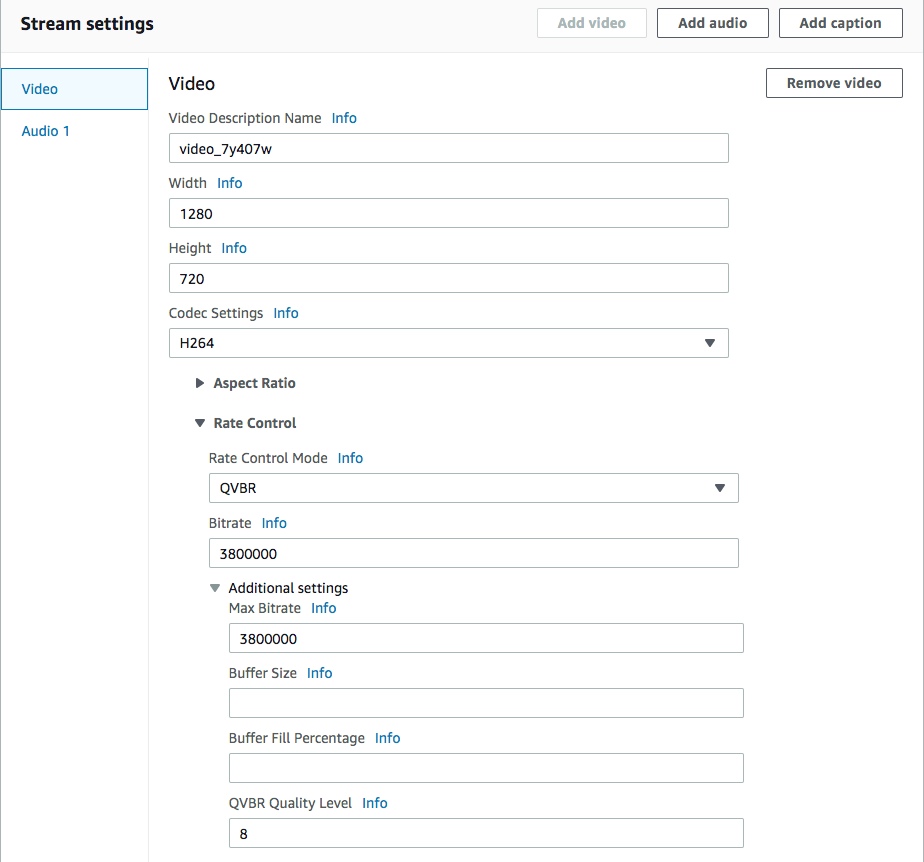 Stream settings
Add video
Add audio
Add caption
Video
Audio 1
Video
Remove video
Video Description Name Info
video_7y407w
Width Info
1280
Height Info
720
Codec Settings Info
H264
Aspect Ratio
Rate Control
Rate Control Mode Info
QVBR
Bitrate Info
3800000
Additional settings
Max Bitrate Info
3800000
Buffer Size Info
Buffer Fill Percentage Info
QVBR Quality Level Info
8